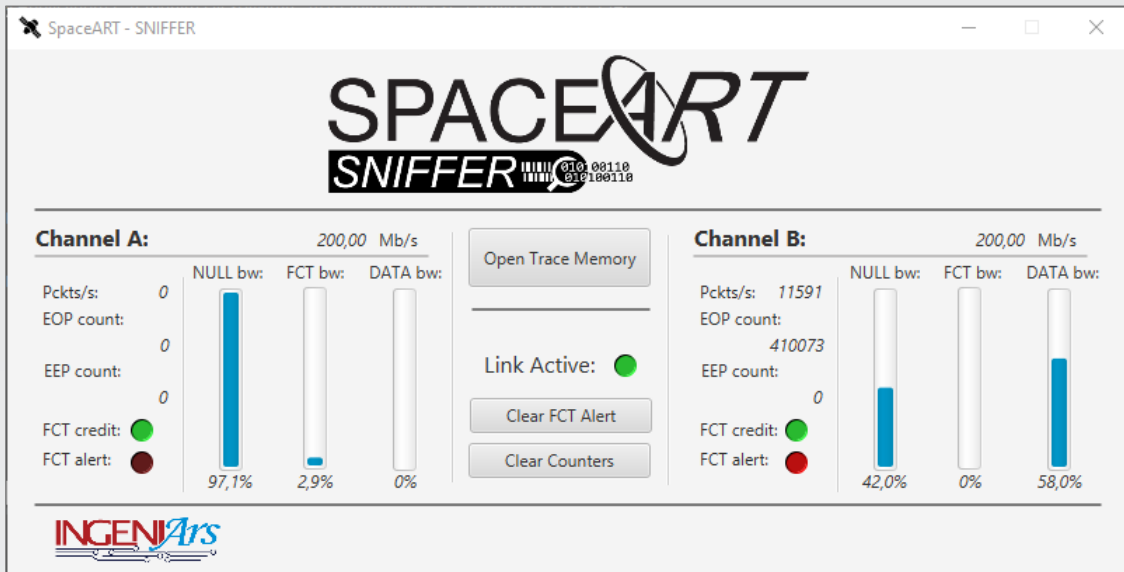 SpaceART - SNIFFER
SPACEART
SNIFFER
010100110
010100110
Channel A:
200,00 Mb/s
NULL bw: FCT bw: DATA bw:
Pckts/s: 0
EOP count:
0
EEP count:
0
FCT credit:
FCT alert:
97,1% 2,9% 0%
Open Trace Memory
Link Active:
Clear FCT Alert
Clear Counters
Channel B:
200,00 Mb/s
NULL bw: FCT bw: DATA bw:
Pckts/s: 11591
EOP count:
410073
EEP count:
0
FCT credit:
FCT alert:
42,0% 0% 58,0%
INGENIArs